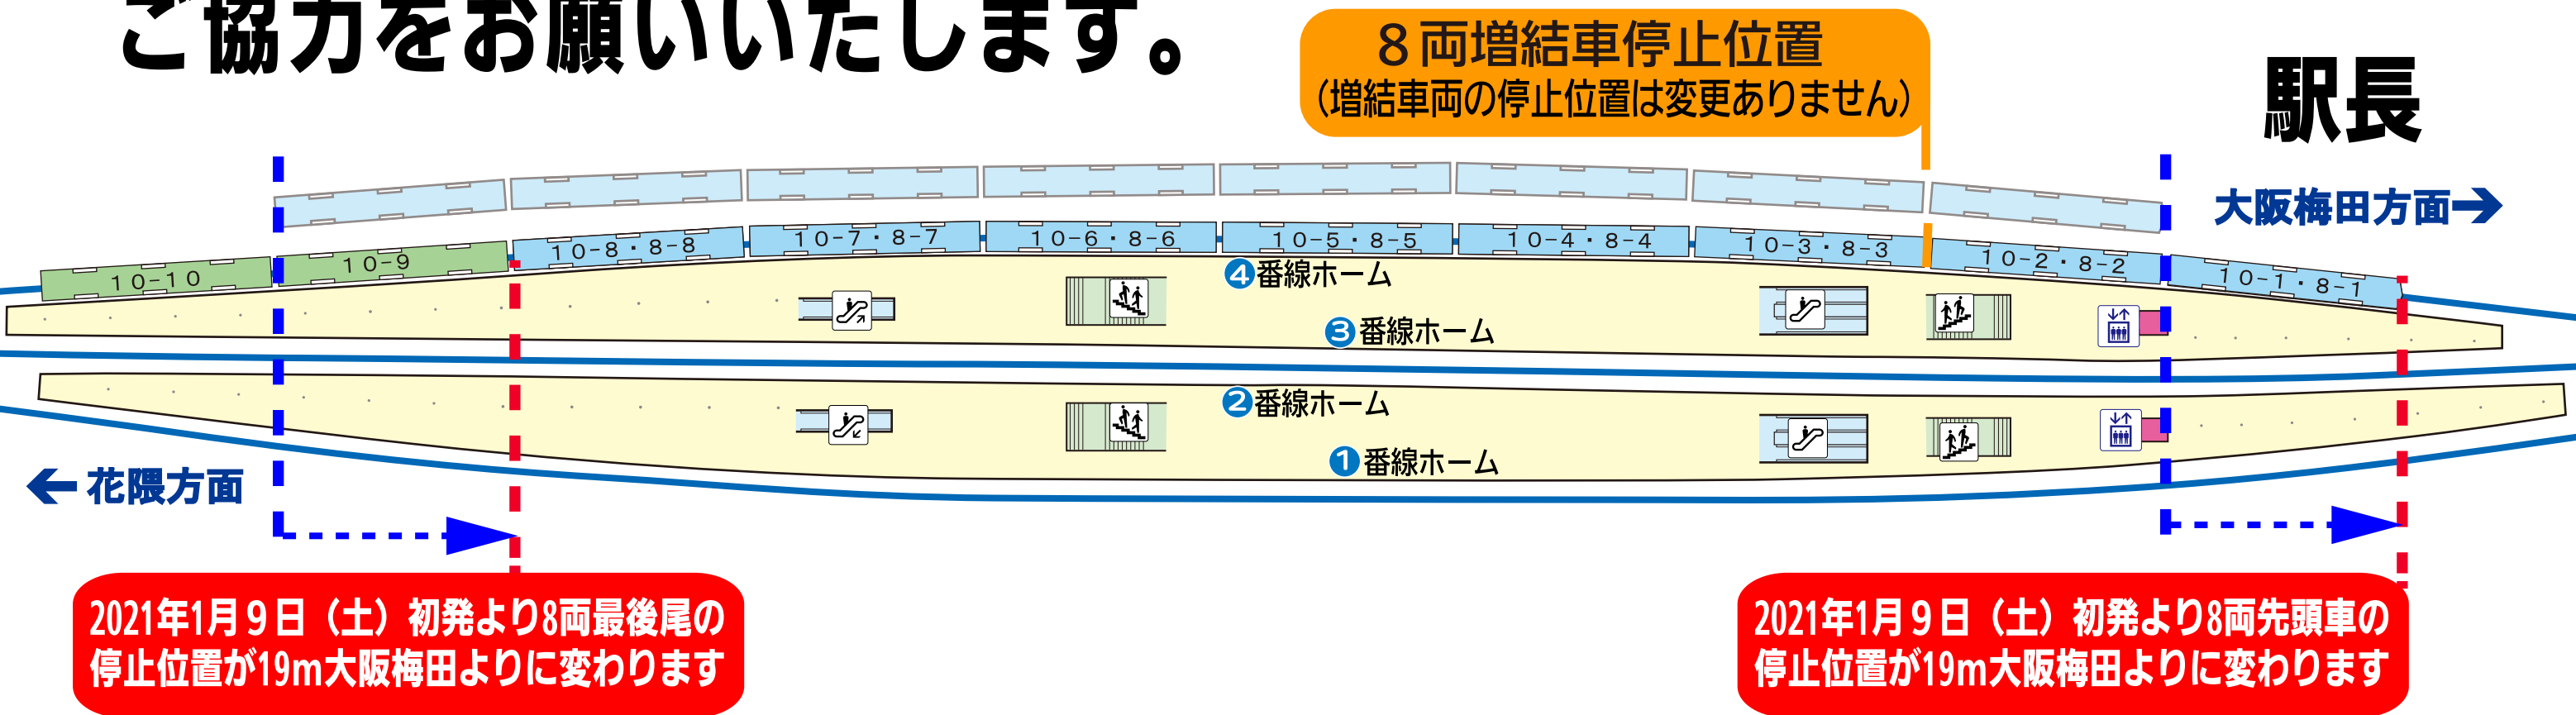 ご協力をお願いいたします。
8両増結車停止位置
（増結車両の停止位置は変更ありません）
駅長
大阪梅田方面→
10-10
10-9
10-8・8-8
10-7・8-7
10-6・8-6
10-5・8-5
10-4・8-4
10-3・8-3
10-2・8-2
10-1・8-1
④番線ホーム
③番線ホーム
②番線ホーム
①番線ホーム
←花隈方面
2021年1月９日（土）初発より8両最後尾の
停止位置が19m大阪梅田よりに変わります
2021年1月９日（土）初発より8両先頭車の
停止位置が19m大阪梅田よりに変わります